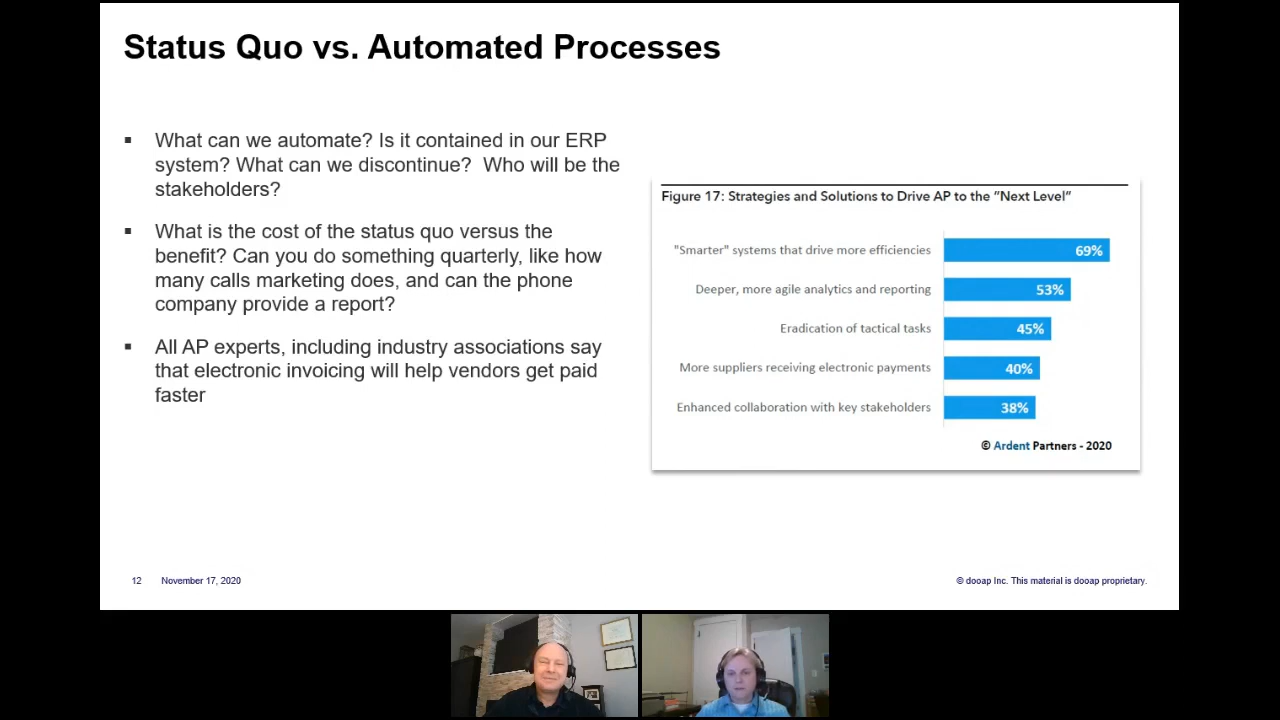 Status Quo vs. Automated Processes
▪ What can we automate? Is it contained in our ERP
system? What can we discontinue?  Who will be the
stakeholders?
▪ What is the cost of the status quo versus the
benefit? Can you do something quarterly, like how
many calls marketing does, and can the phone
company provide a report?
▪ All AP experts, including industry associations say
that electronic invoicing will help vendors get paid
faster
Figure 17: Strategies and Solutions to Drive AP to the "Next Level"
"Smarter" systems that drive more efficiencies 69%
Deeper, more agile analytics and reporting 53%
Eradication of tactical tasks 45%
More suppliers receiving electronic payments 40%
Enhanced collaboration with key stakeholders 38%
© Ardent Partners - 2020
12 November 17, 2020
© dooap Inc. This material is dooap proprietary.